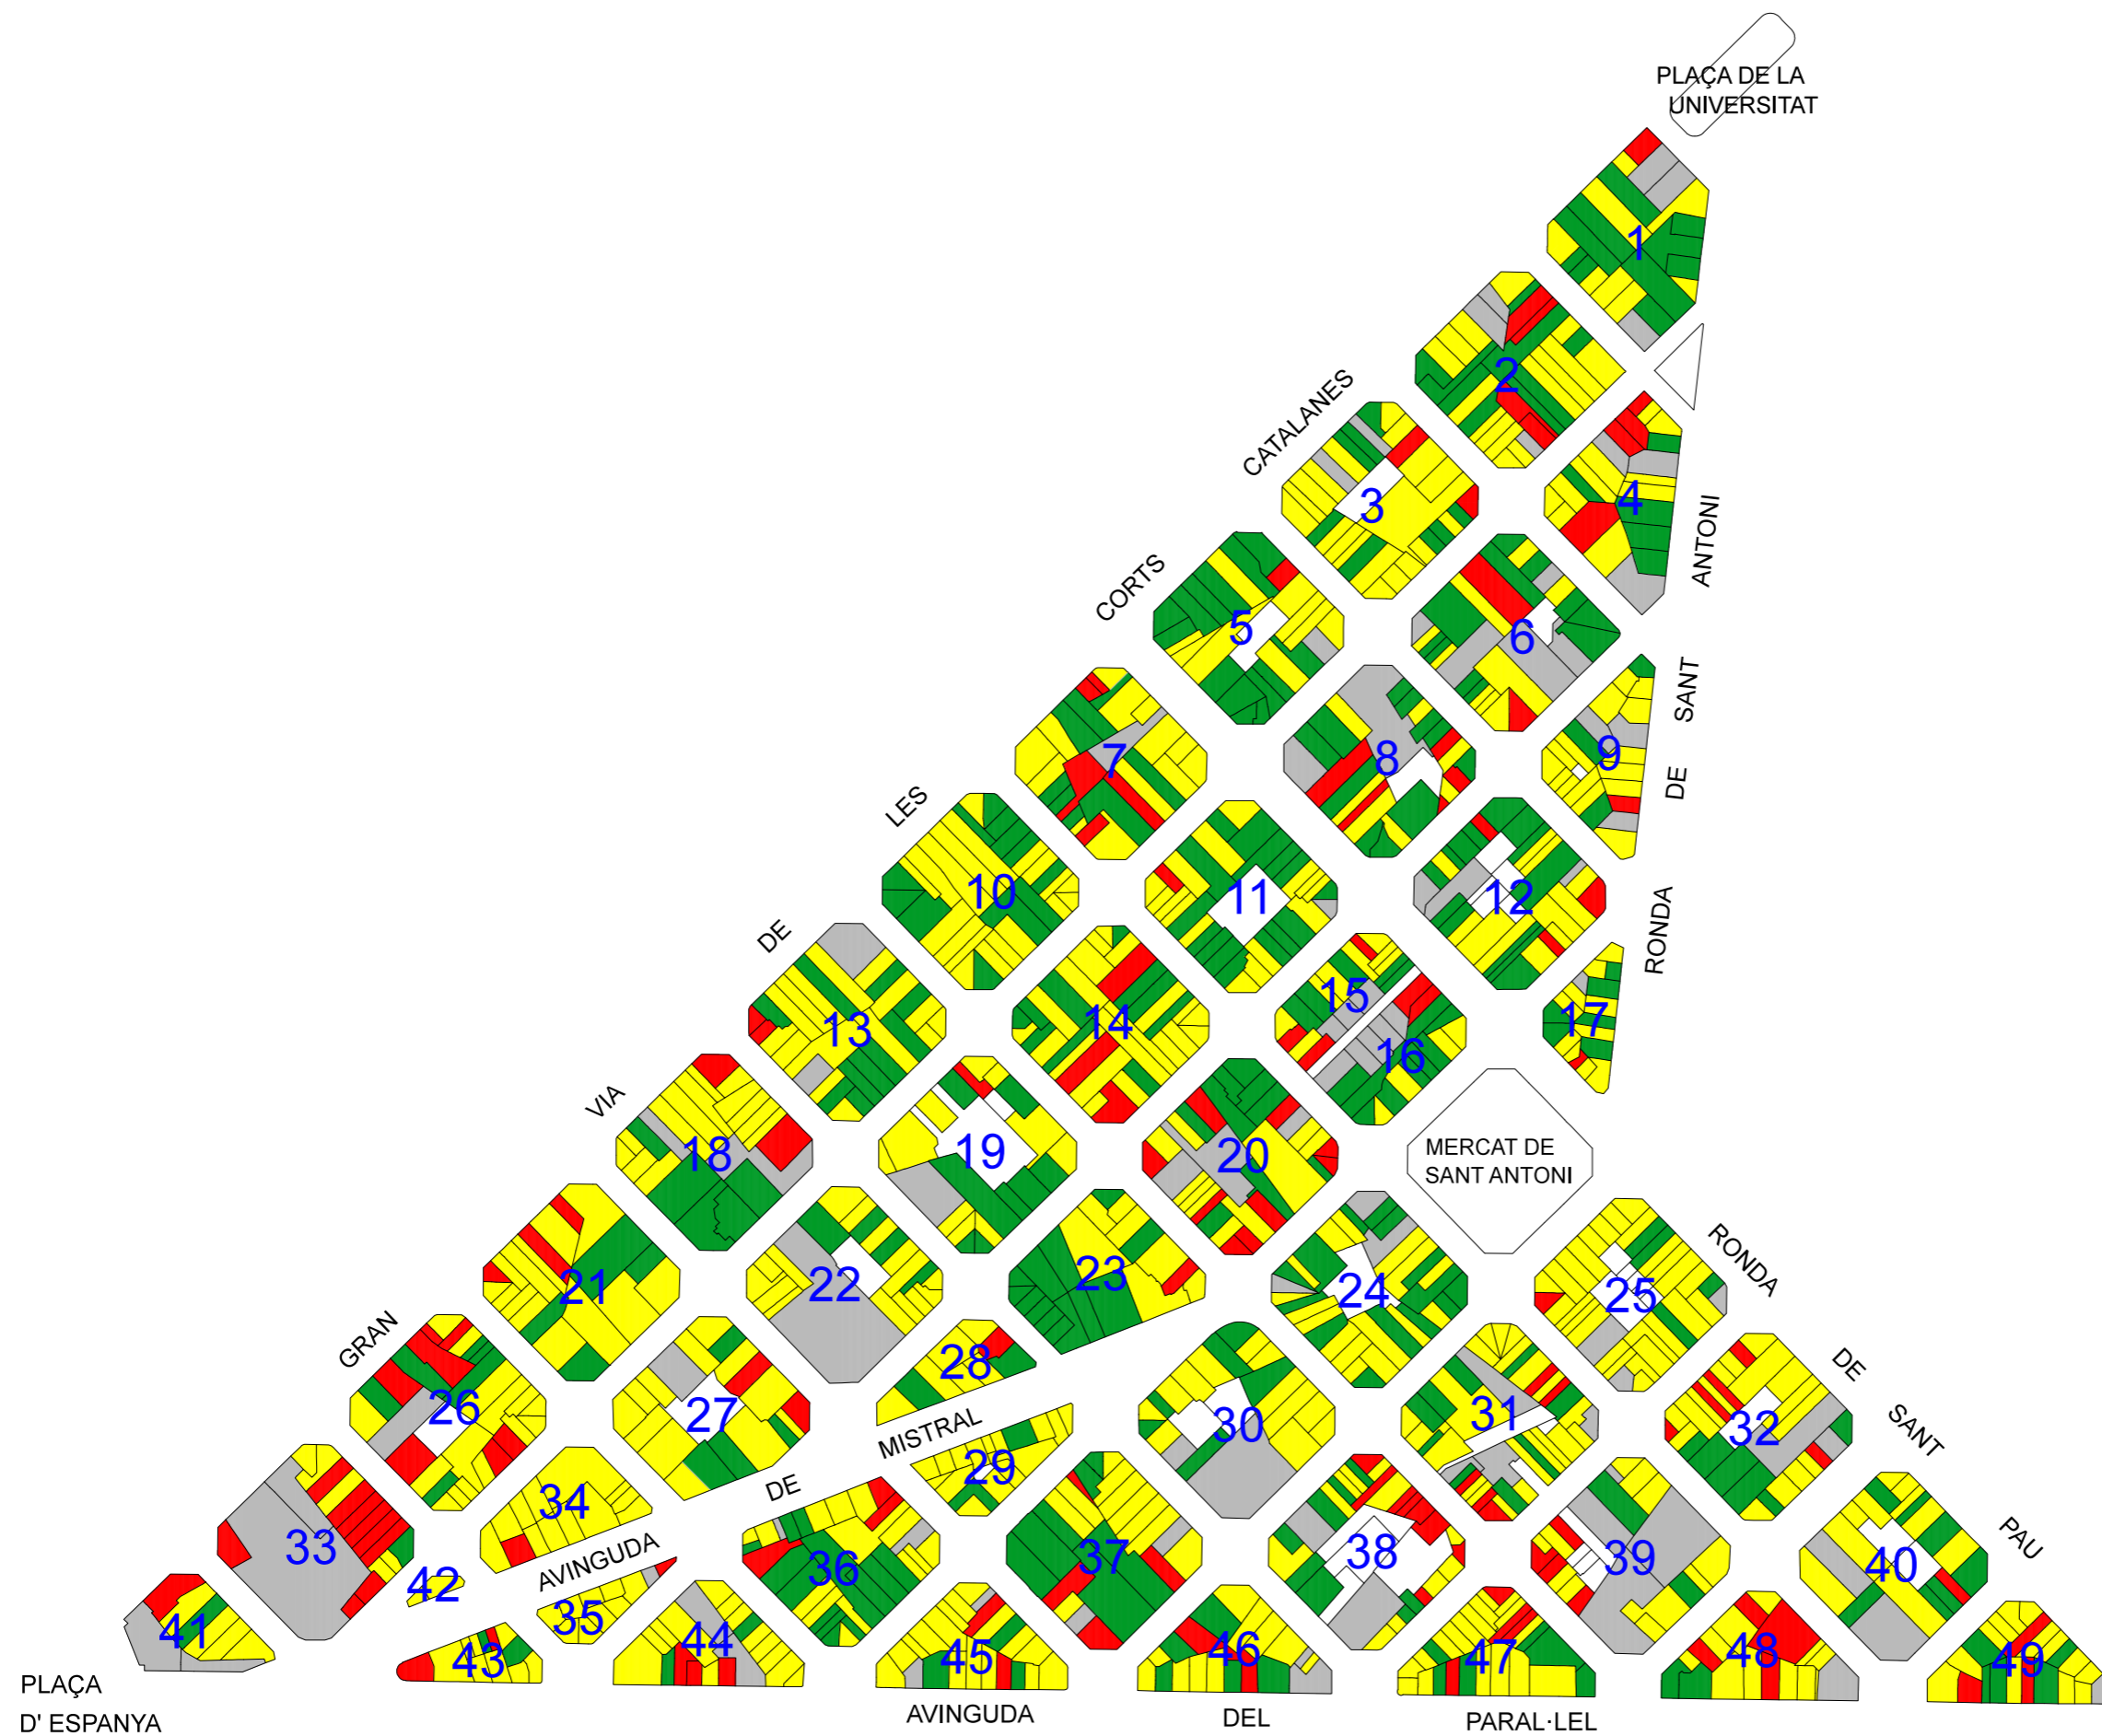 PLAÇA DE LA
UNIVERSITAT
1
2
CATALANES
3
4
ANTONI
CORTS
5
6
SANT
7
8
9
DE
LES
10
11
12
RONDA
DE
13
14
15
16
17
VIA
18
19
20
MERCAT DE
SANT ANTONI
21
22
23
24
25
RONDA
GRAN
26
27
28
30
31
32
DE
MISTRAL
29
SANT
33
34
DE
36
37
38
39
40
PAU
AVINGUDA
42
35
41
43
44
45
46
47
48
49
PLAÇA
D' ESPANYA
AVINGUDA
DEL
PARAL·LEL